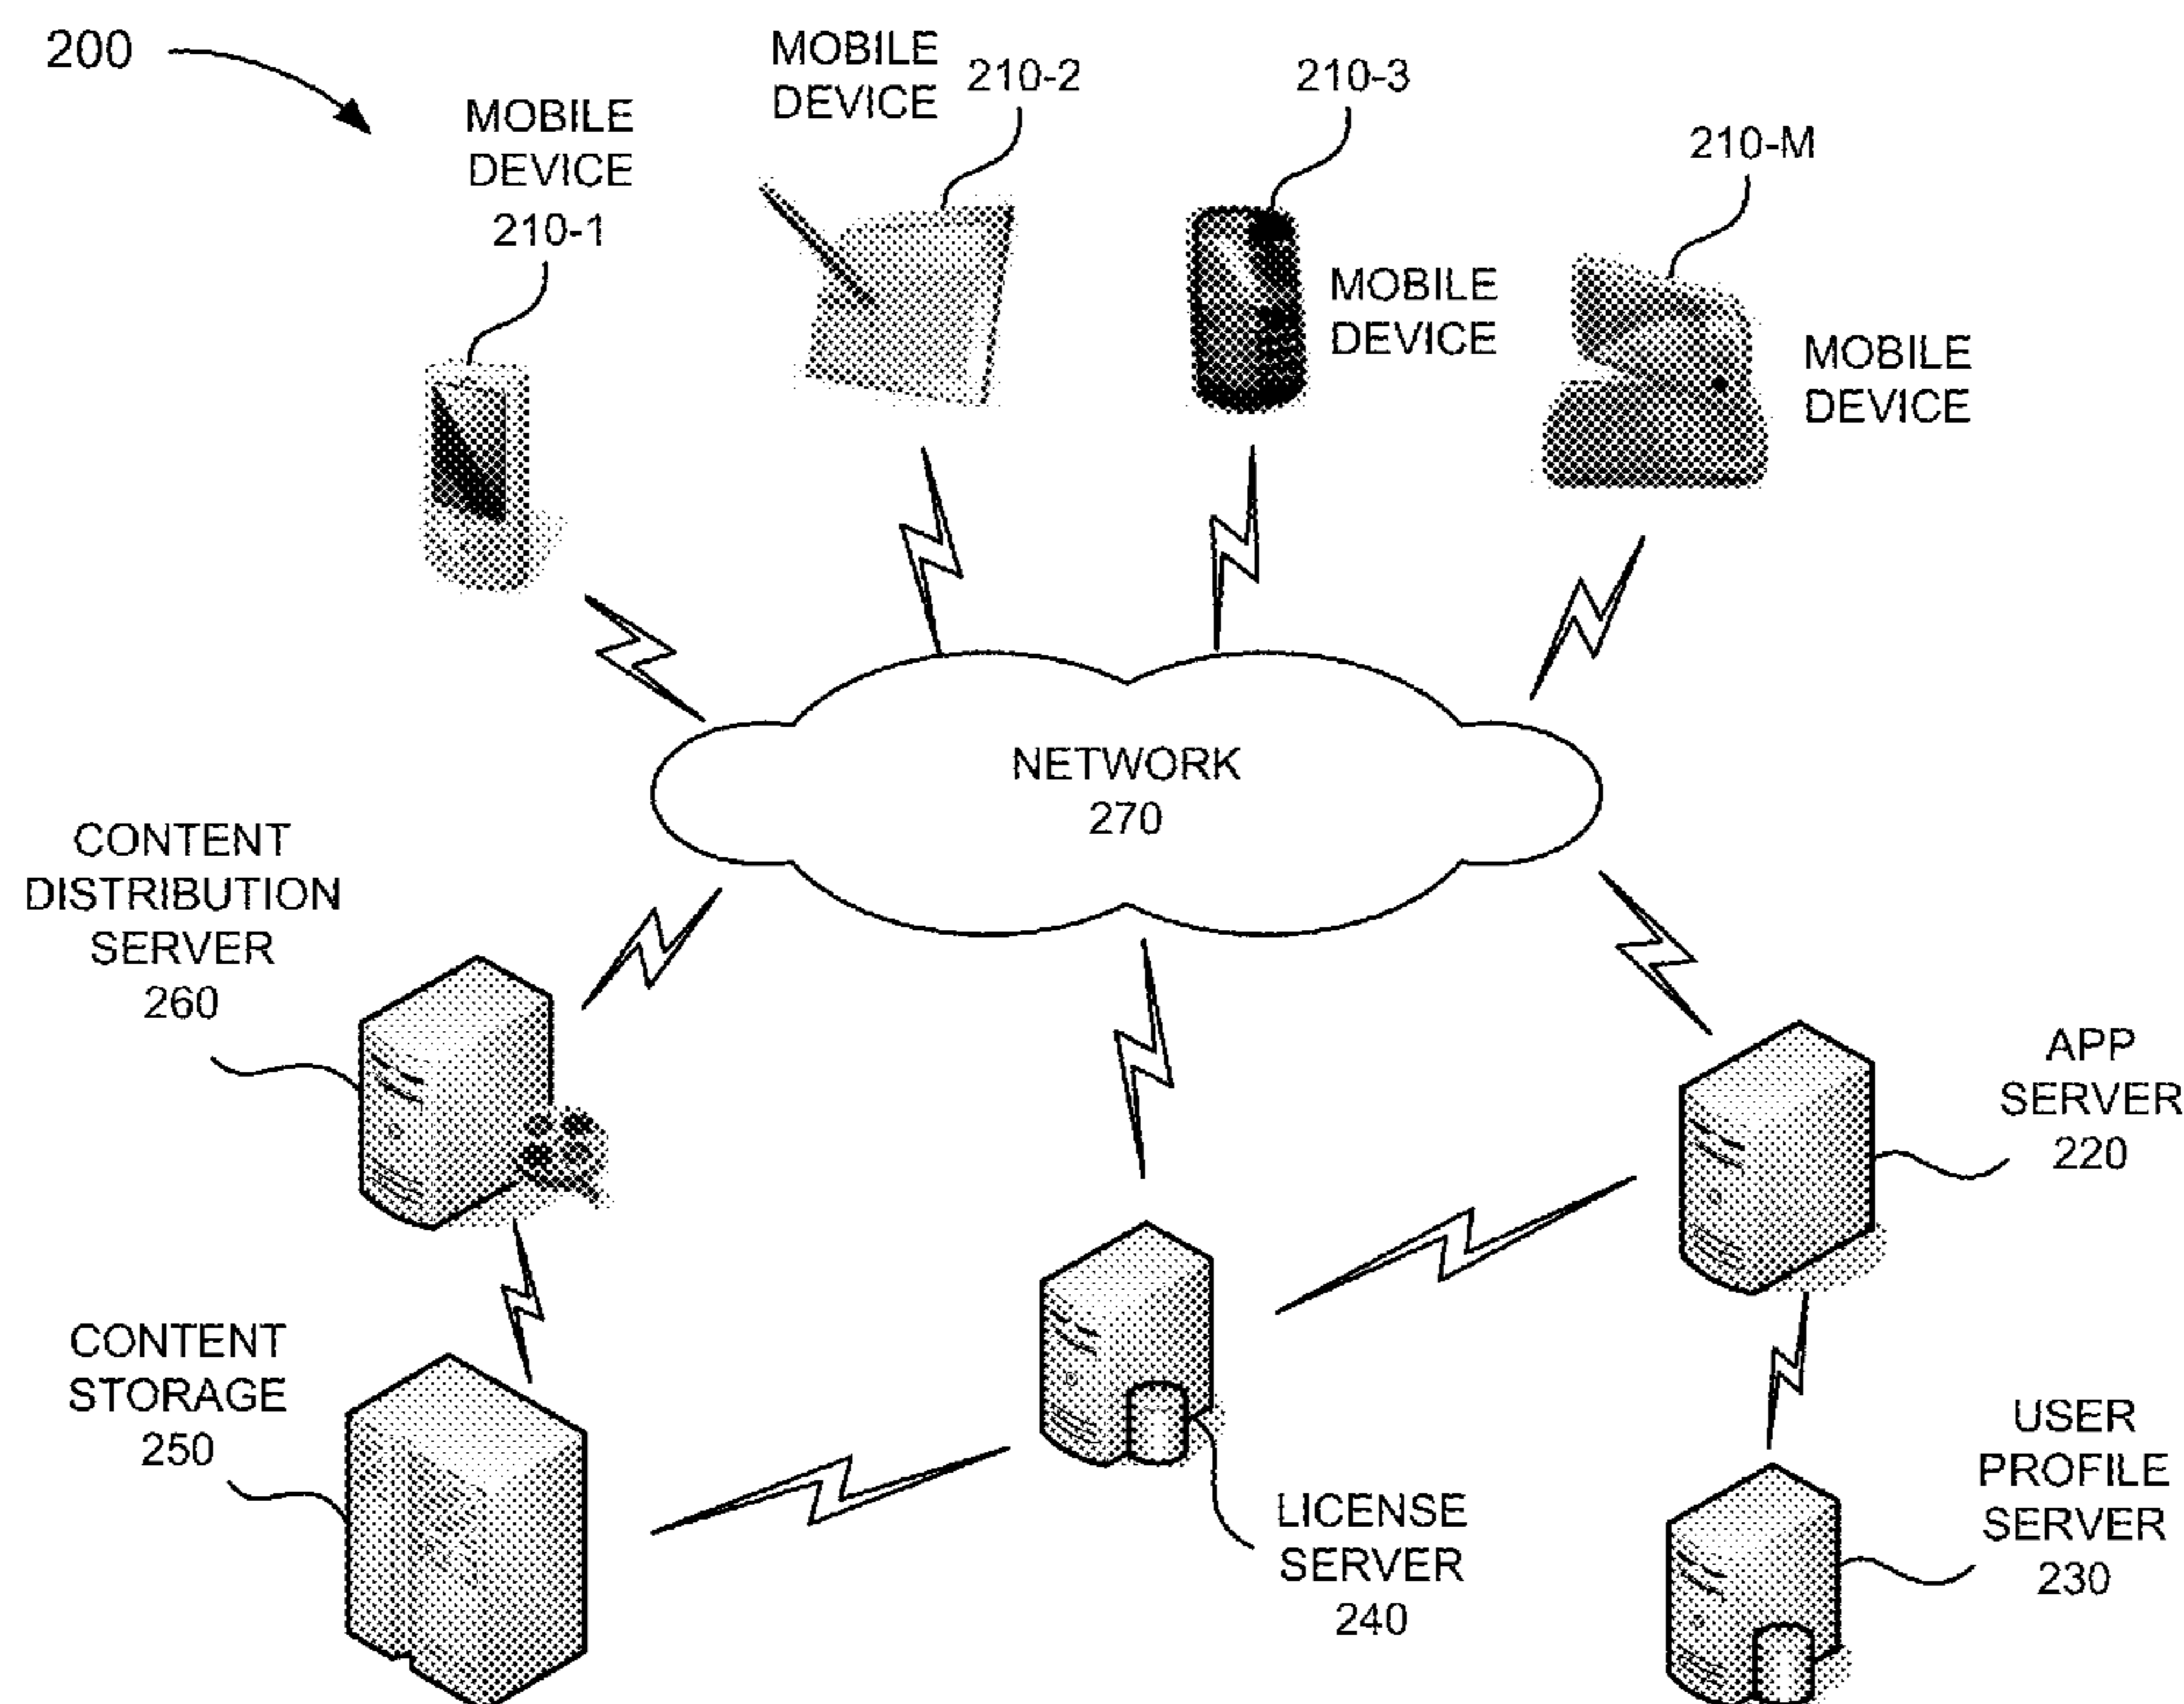 200
MOBILE
DEVICE
210-1
MOBILE
DEVICE
210-2
210-3
MOBILE
DEVICE
210-M
MOBILE
DEVICE
NETWORK
270
CONTENT
DISTRIBUTION
SERVER
260
APP
SERVER
220
CONTENT
STORAGE
250
LICENSE
SERVER
240
USER
PROFILE
SERVER
230